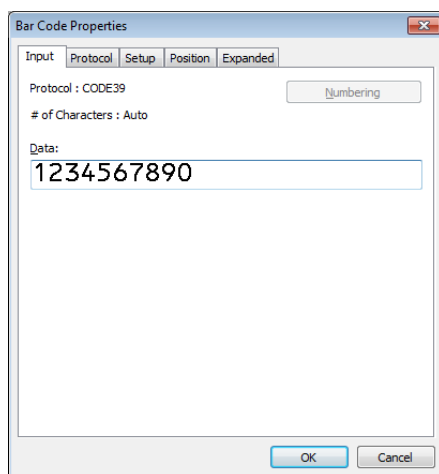 Bar Code Properties
Input Protocol Setup Position Expanded
Protocol : CODE39
Numbering
# of Characters : Auto
Data:
1234567890
OK Cancel